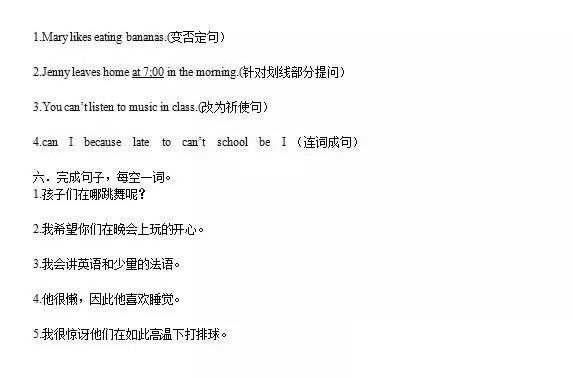 1.Mary likes eating bananas.(变否定句)
2.Jenny leaves home at 7:00 in the morning.(针对划线部分提问)
3.You can't listen to music in class.(改为祈使句)
4.can I because late to can't school be I (连词成句)
六．完成句子，每空一词。
1.孩子们在哪跳舞呢?
2.我希望你们在晚会上玩的开心。
3.我会讲英语和少量的法语。
4.他很懒，因此他喜欢睡觉。
5.我很惊讶他们在如此高温下打排球。